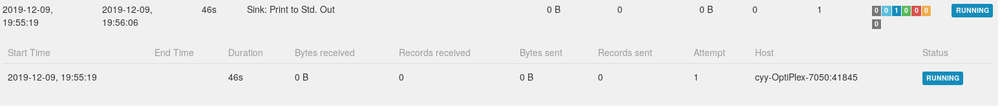 2019-12-09, 2019-12-09, 46s Sink: Print to Std. Out 0 B 0 0 B 0 1 0 0 1 0 0 0 RUNNING
19:55:19 19:56:06 0
Start Time End Time Duration Bytes received Records received Bytes sent Records sent Attempt Host Status
2019-12-09, 19:55:19 46s 0 B 0 0 B 0 1 cyy-OptiPlex-7050:41845 RUNNING